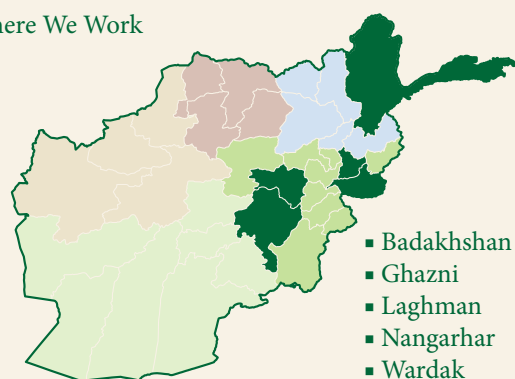 here We Work
▪ Badakhshan
▪ Ghazni
▪ Laghman
▪ Nangarhar
▪ Wardak